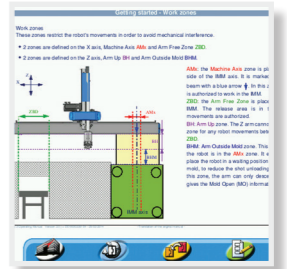 Getting started - Work zones
Work zones
These zones restrict the robot's movements in order to avoid mechanical interference.
• 2 zones are defined on the X axis, Machine Axis AMx and Arm Free Zone ZBD.
• 2 zones are defined on the Z axis, Arm Up BH and Arm Outside Mold BHM.
AMx: the Machine Axis zone is pl
side of the IMM axis. It is marke
beam with a blue arrow. In this z
is authorized to work in the IMM.
ZBD: the Arm Free Zone is place
IMM. The release area is in t
movements are authorized.
BH: Arm Up zone. The Z arm cann
zone for any robot movements betw
ZBD.
BHM: Arm Outside Mold zone. This
the robot is in the AMx zone. It e
place the robot in a waiting position
mold, to reduce the shot unloading
this zone, the arm can only desce
gives the Mold Open (MO) informat
Z
X
ZBD
AMx
BH
BHM
IMM axis